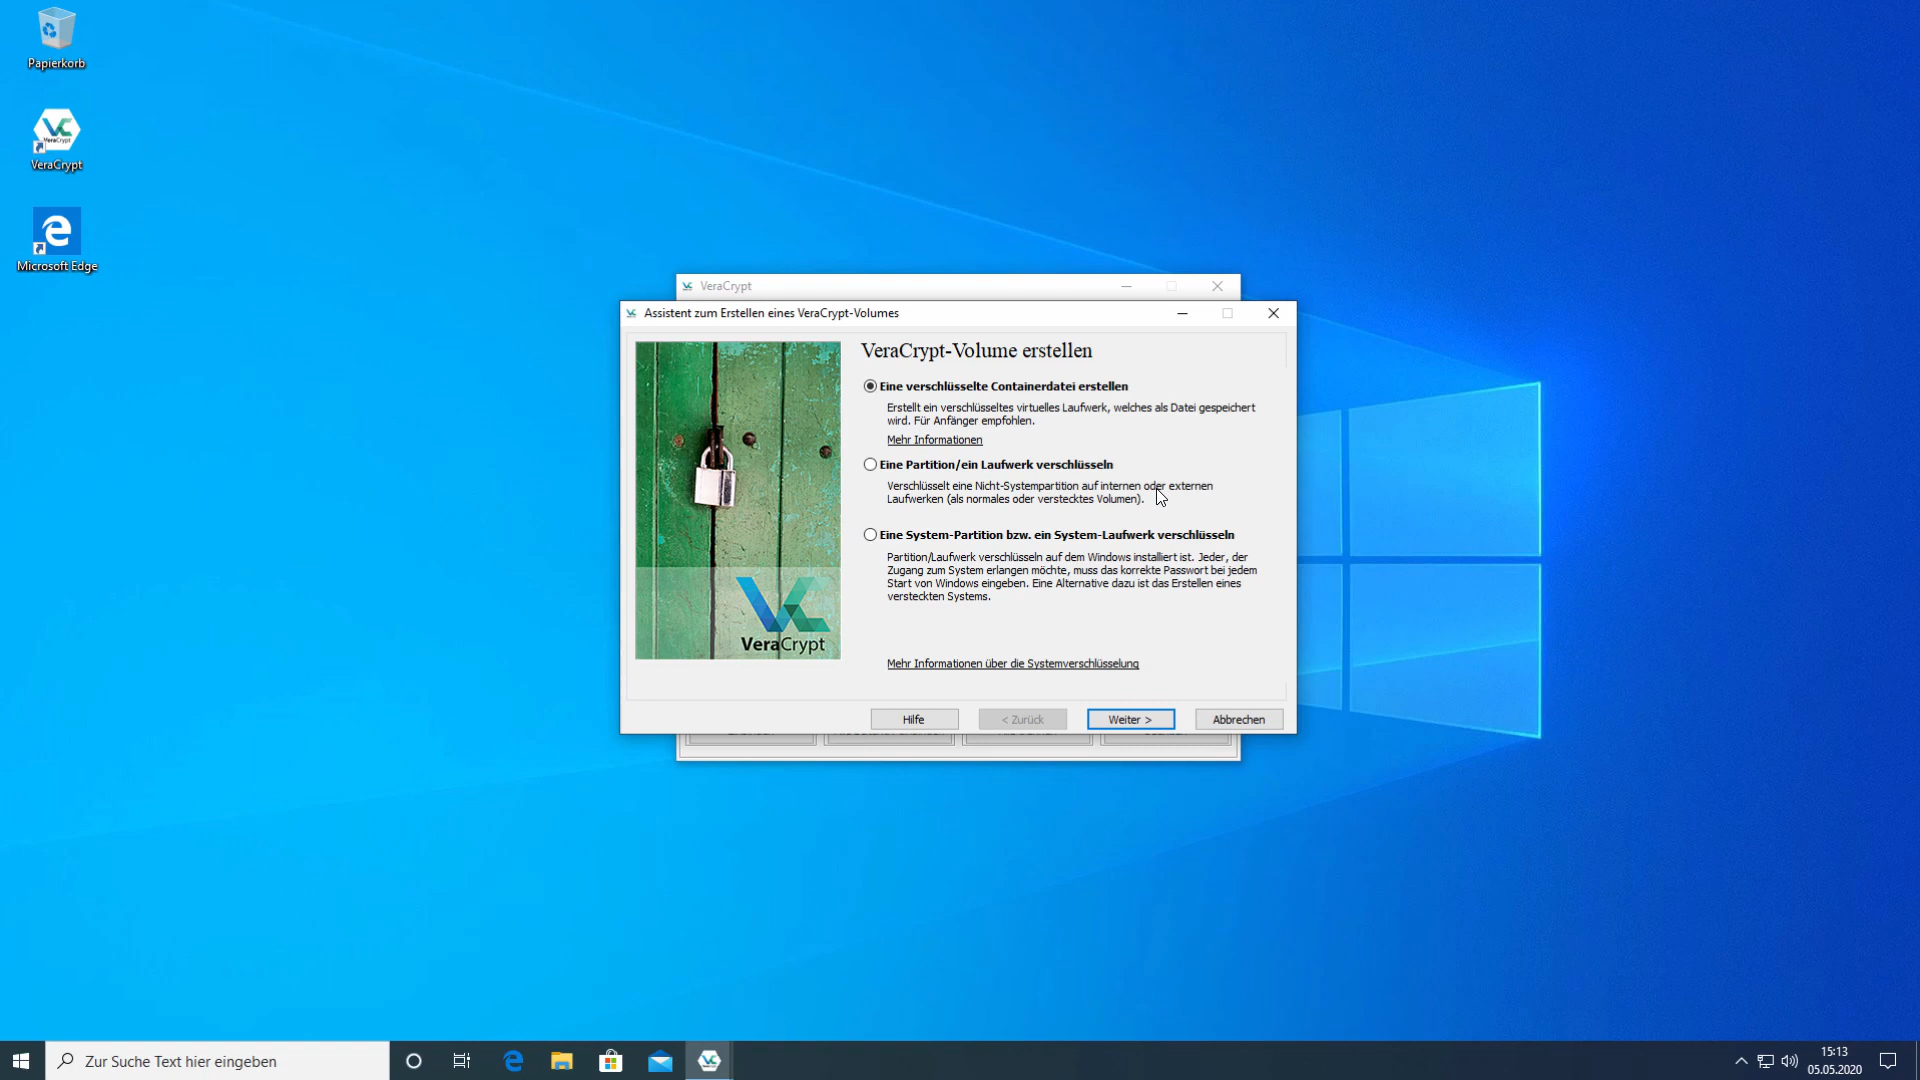 Papierkorb
VeraCrypt
VeraCrypt
Microsoft Edge
VeraCrypt
Assistent zum Erstellen eines VeraCrypt-Volumes
VeraCrypt-Volume erstellen
Eine verschlüsselte Containerdatei erstellen
Erstellt ein verschlüsseltes virtuelles Laufwerk, welches als Datei gespeichert
wird. Für Anfänger empfohlen.
Mehr Informationen
Eine Partition/ein Laufwerk verschlüsseln
Verschlüsselt eine Nicht-Systempartition auf internen oder externen
Laufwerken (als normales oder verstecktes Volumen).
Eine System-Partition bzw. ein System-Laufwerk verschlüsseln
Partition/Laufwerk verschlüsseln auf dem Windows installiert ist. Jeder, der
Zugang zum System erlangen möchte, muss das korrekte Passwort bei jedem
Start von Windows eingeben. Eine Alternative dazu ist das Erstellen eines
versteckten Systems.
VeraCrypt
Mehr Informationen über die Systemverschlüsselung
Hilfe
< Zurück
Weiter >
Abbrechen
Zur Suche Text hier eingeben
15:13
05.05.2020